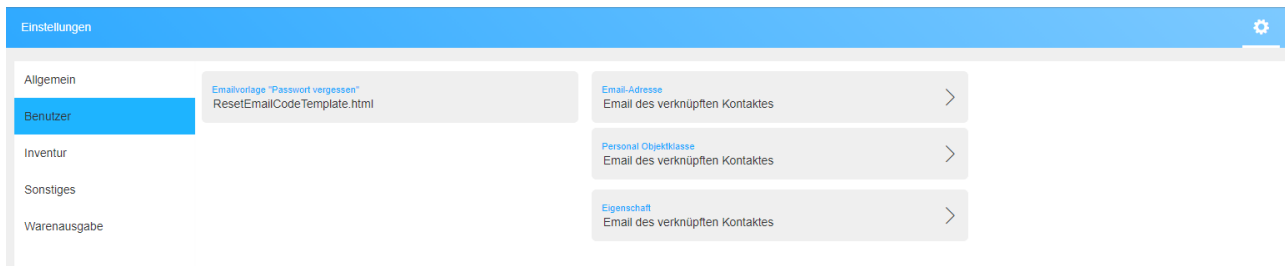 Einstellungen
Allgemein
Benutzer
Inventur
Sonstiges
Warenausgabe
Emailvorlage "Passwort vergessen"
ResetEmailCodeTemplate.html
Email-Adresse
Email des verknüpften Kontaktes
Personal Objektklasse
Email des verknüpften Kontaktes
Eigenschaft
Email des verknüpften Kontaktes